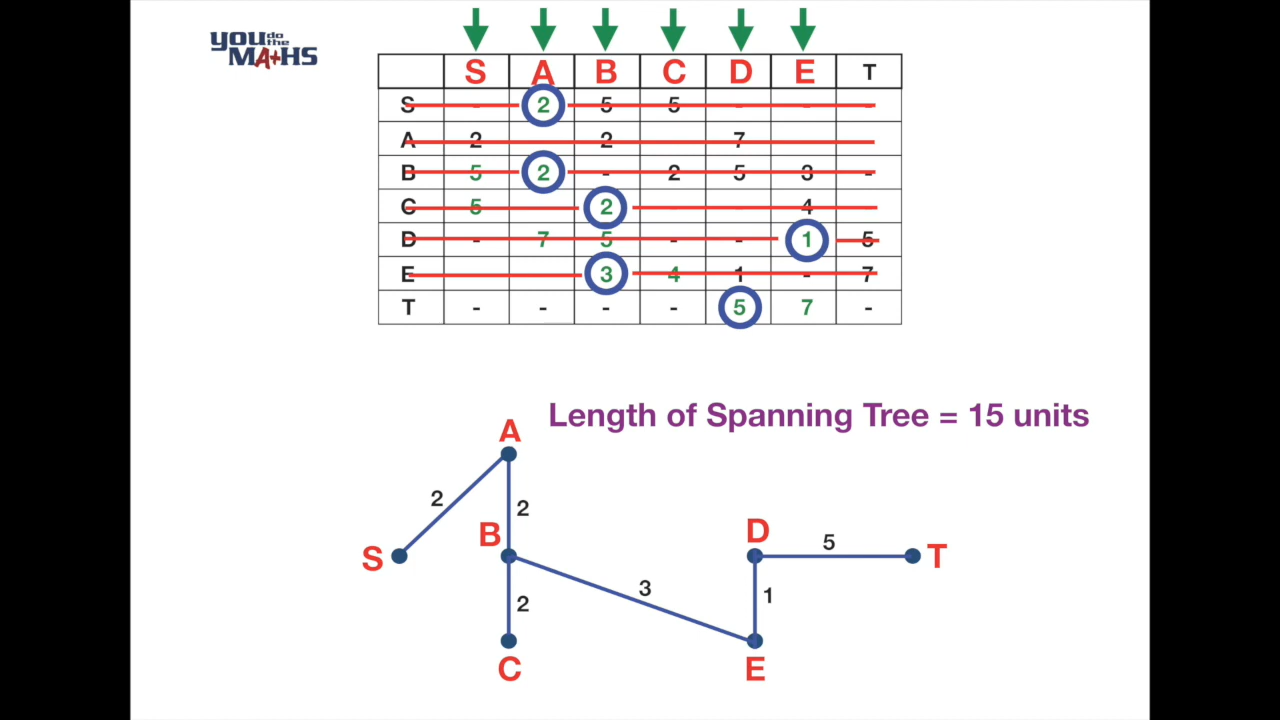 you do the MATHS
S A B C D E T
S - 2 5 5 - - -
A 2 2 7
B 5 2 - 2 5 3 -
C 5 2 4
D - 7 5 - - 1 5
E 3 4 1 - 7
T - - - - 5 7 -
Length of Spanning Tree = 15 units
A
2
2
B
D
5
S
T
3
1
2
C
E